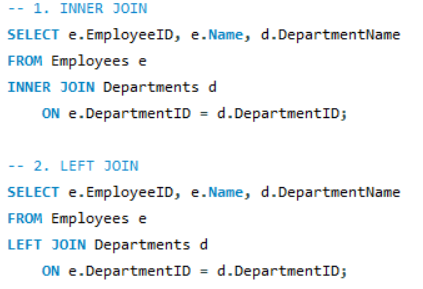 -- 1. INNER JOIN
SELECT e.EmployeeID, e.Name, d.DepartmentName
FROM Employees e
INNER JOIN Departments d
    ON e.DepartmentID = d.DepartmentID;

-- 2. LEFT JOIN
SELECT e.EmployeeID, e.Name, d.DepartmentName
FROM Employees e
LEFT JOIN Departments d
    ON e.DepartmentID = d.DepartmentID;